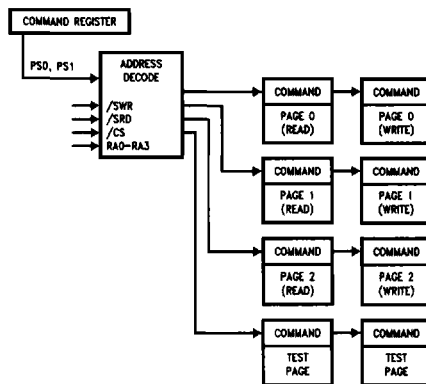 COMMAND REGISTER
PS0, PS1
ADDRESS
DECODE
/SWR
/SRD
/CS
RA0-RA3
COMMAND
PAGE 0
(READ)
COMMAND
PAGE 0
(WRITE)
COMMAND
PAGE 1
(READ)
COMMAND
PAGE 1
(WRITE)
COMMAND
PAGE 2
(READ)
COMMAND
PAGE 2
(WRITE)
COMMAND
TEST
PAGE
COMMAND
TEST
PAGE